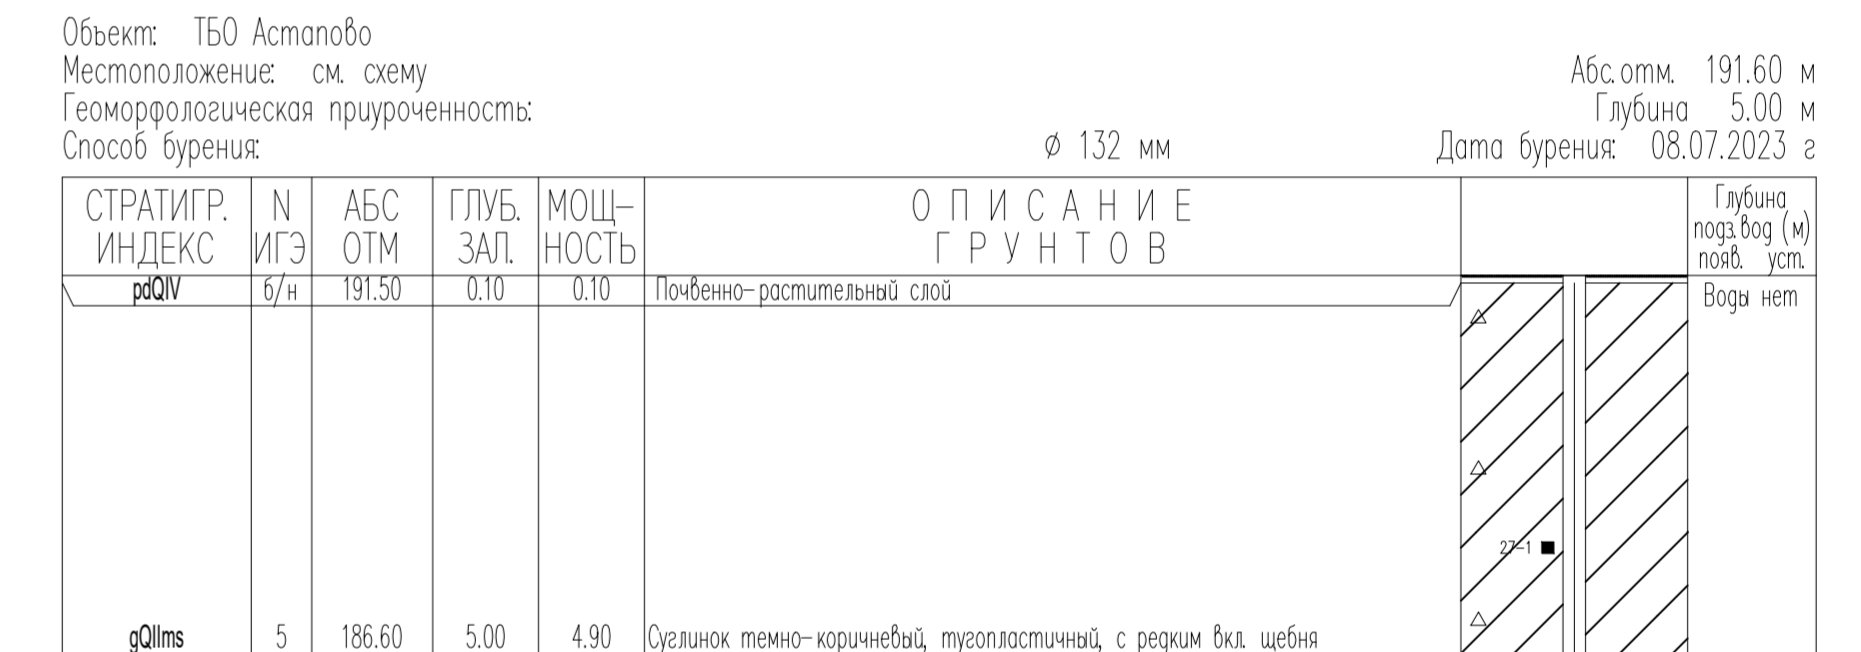 Объект: ТБО Астапово
Местоположение: см. схему
Абс.отм. 191.60 м
Геоморфологическая приуроченность:
Глубина 5.00 м
Способ бурения:
Ø 132 мм
Дата бурения: 08.07.2023 г
СТРАТИГР. ИНДЕКС
N ИГЭ
АБС ОТМ
ГЛУБ. ЗАЛ.
МОЩ-НОСТЬ
ОПИСАНИЕ
ГРУНТОВ
Глубина
подз.вод (м)
появ. уст.
pdQIV б/н 191.50 0.10 0.10 Почвенно-растительный слой
Воды нет
27-1
gQIIms 5 186.60 5.00 4.90 Суглинок темно-коричневый, тугопластичный, с редким вкл. щебня